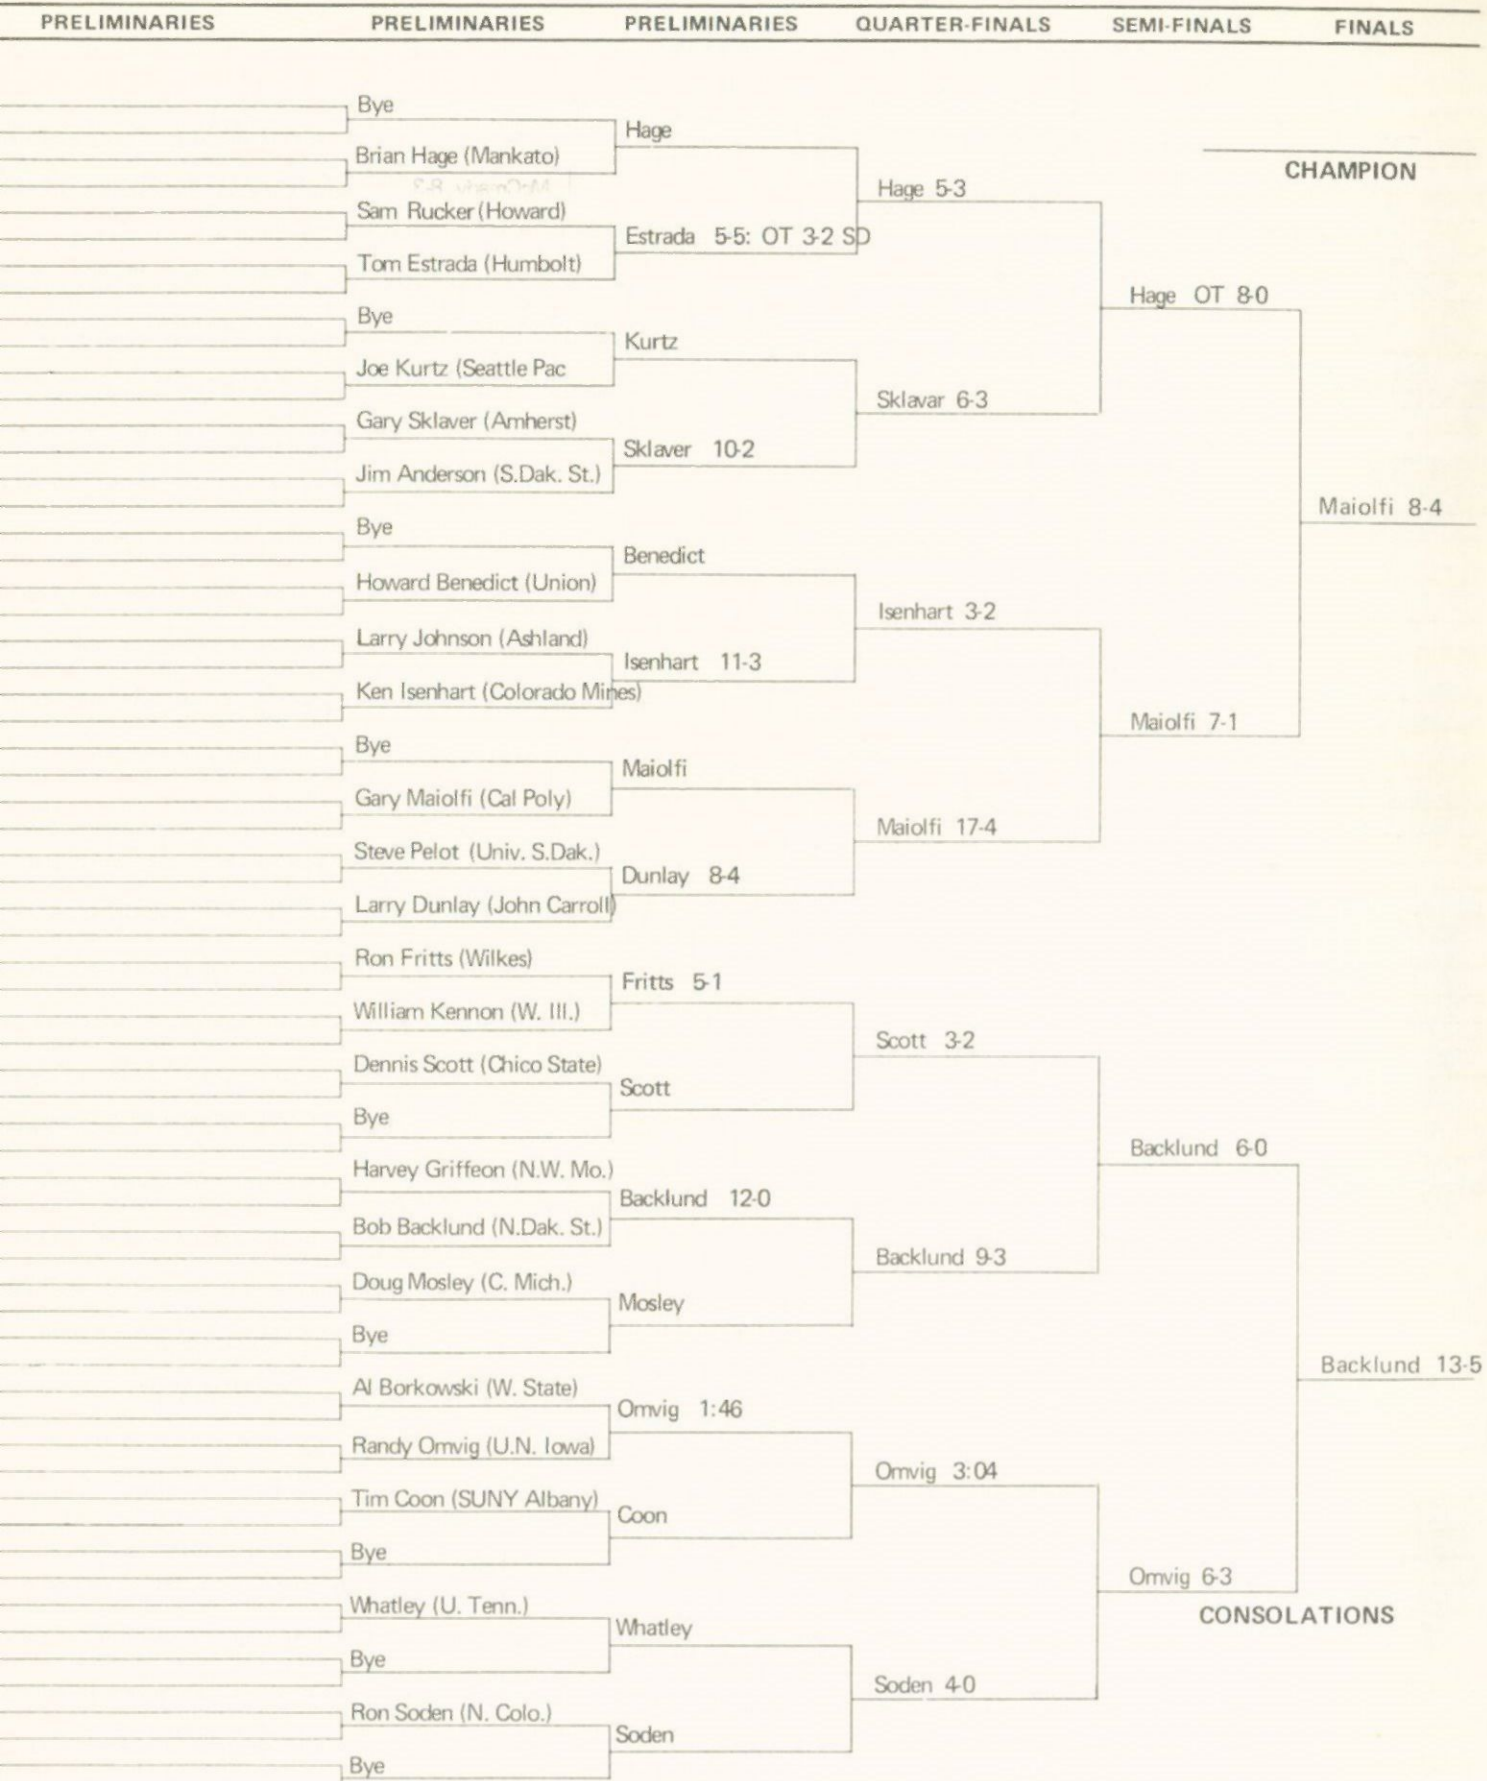 PRELIMINARIES PRELIMINARIES PRELIMINARIES QUARTER-FINALS SEMI-FINALS FINALS
Bye
Hage
Brian Hage (Mankato)
CHAMPION
Hage 5-3
Sam Rucker (Howard)
Estrada 5-5: OT 3-2 SD
Tom Estrada (Humbolt)
Hage OT 8-0
Bye
Kurtz
Joe Kurtz (Seattle Pac
Sklavar 6-3
Gary Sklaver (Amherst)
Sklaver 10-2
Jim Anderson (S.Dak. St.)
Maiolfi 8-4
Bye
Benedict
Howard Benedict (Union)
Isenhart 3-2
Larry Johnson (Ashland)
Isenhart 11-3
Ken Isenhart (Colorado Mines)
Maiolfi 7-1
Bye
Maiolfi
Gary Maiolfi (Cal Poly)
Maiolfi 17-4
Steve Pelot (Univ. S.Dak.)
Dunlay 8-4
Larry Dunlay (John Carroll)
Ron Fritts (Wilkes)
Fritts 5-1
William Kennon (W. Ill.)
Scott 3-2
Dennis Scott (Chico State)
Scott
Bye
Backlund 6-0
Harvey Griffeon (N.W. Mo.)
Backlund 12-0
Bob Backlund (N.Dak. St.)
Backlund 9-3
Doug Mosley (C. Mich.)
Mosley
Bye
Backlund 13-5
Al Borkowski (W. State)
Omvig 1:46
Randy Omvig (U.N. Iowa)
Omvig 3:04
Tim Coon (SUNY Albany)
Coon
Bye
Omvig 6-3
Whatley (U. Tenn.)
CONSOLATIONS
Whatley
Bye
Soden 4-0
Ron Soden (N. Colo.)
Soden
Bye